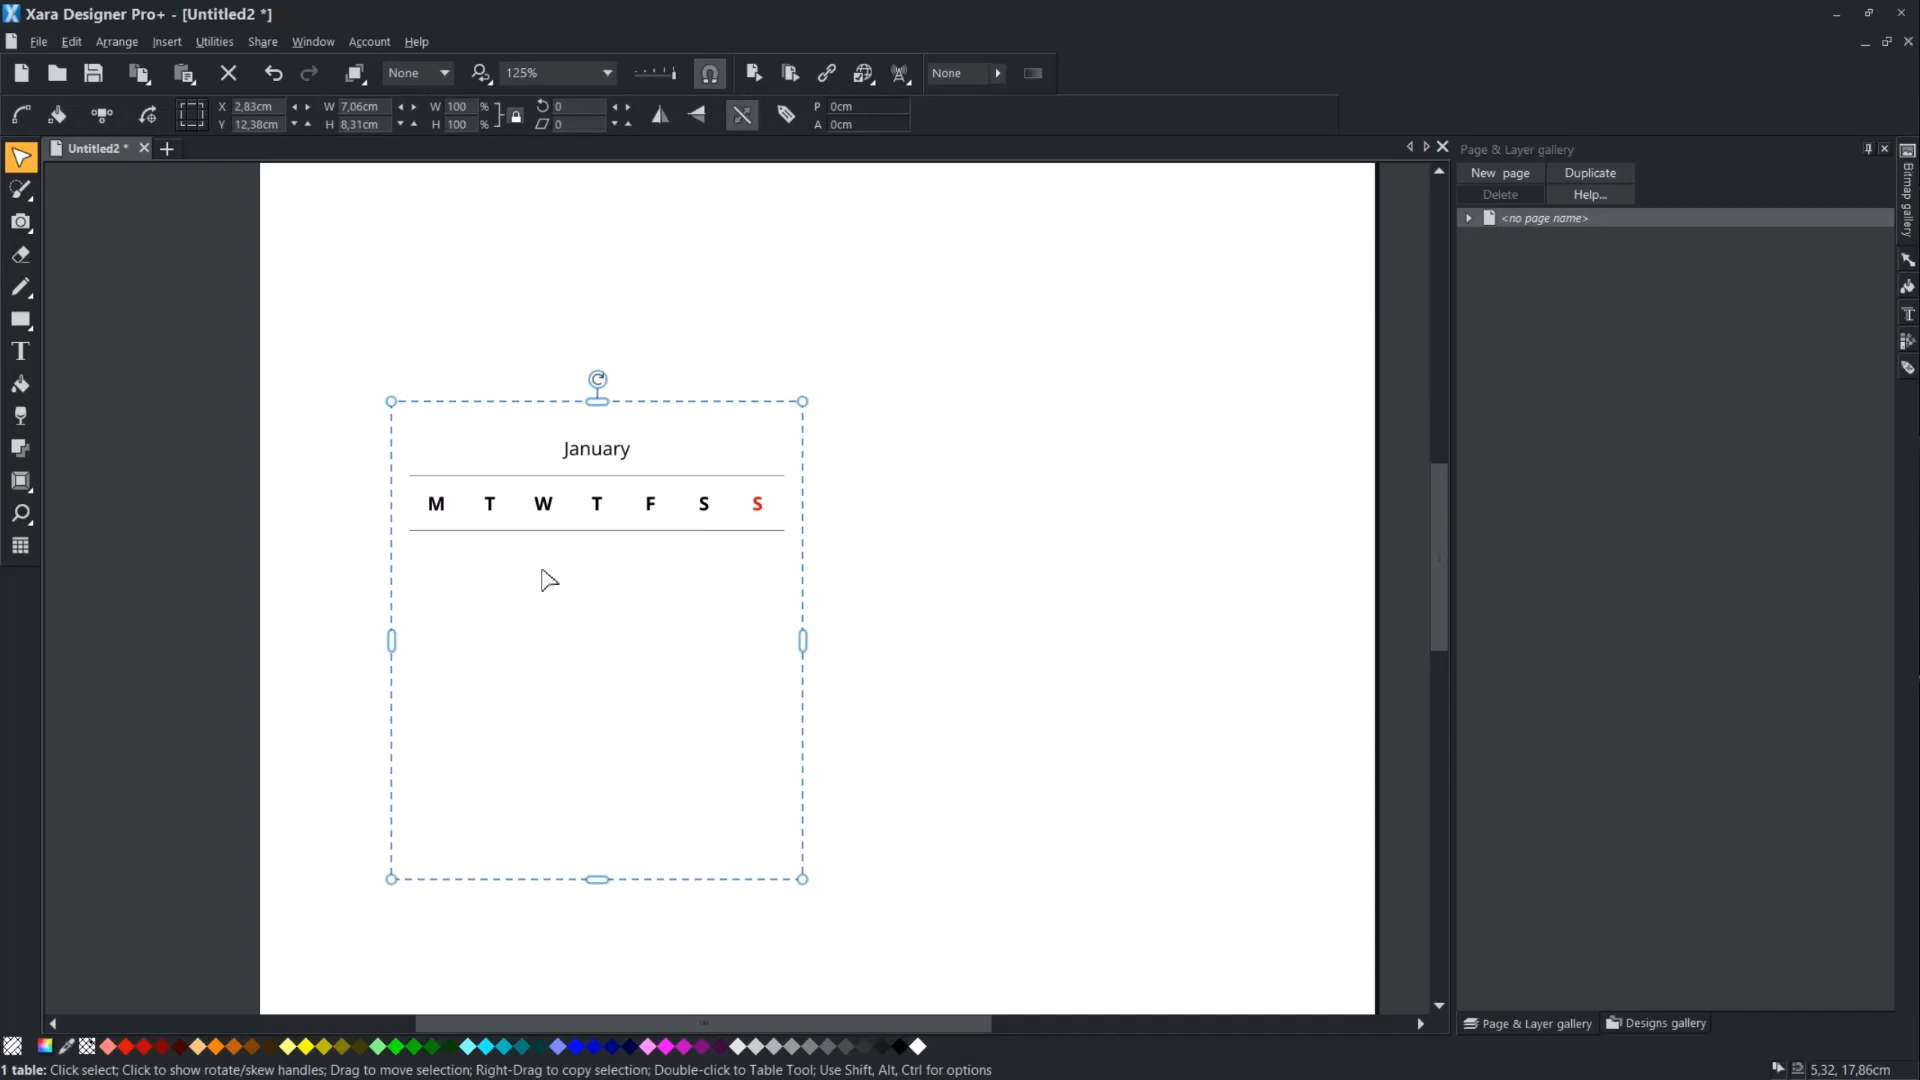 Xara Designer Pro+ - [Untitled2 *]
File Edit Arrange Insert Utilities Share Window Account Help
None 125% None
X 2,83cm W 7,06cm W 100 % 0 P 0cm
Y 12,38cm H 8,31cm H 100 % 0 A 0cm
Untitled2 *
Page & Layer gallery
New page Duplicate
Delete Help...
<no page name>
Bitmap gallery
January
M T W T F S S
Page & Layer gallery Designs gallery
1 table: Click select; Click to show rotate/skew handles; Drag to move selection; Right-Drag to copy selection; Double-click to Table Tool; Use Shift, Alt, Ctrl for options
5,32, 17,86cm